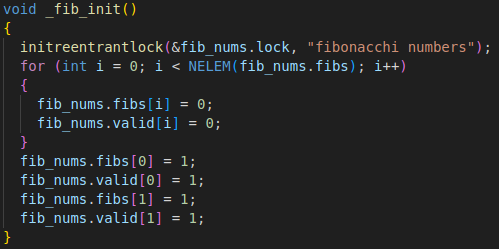 void _fib_init()
{
  initreentrantlock(&fib_nums.lock, "fibonacchi numbers");
  for (int i = 0; i < NELEM(fib_nums.fibs); i++)
  {
    fib_nums.fibs[i] = 0;
    fib_nums.valid[i] = 0;
  }
  fib_nums.fibs[0] = 1;
  fib_nums.valid[0] = 1;
  fib_nums.fibs[1] = 1;
  fib_nums.valid[1] = 1;
}